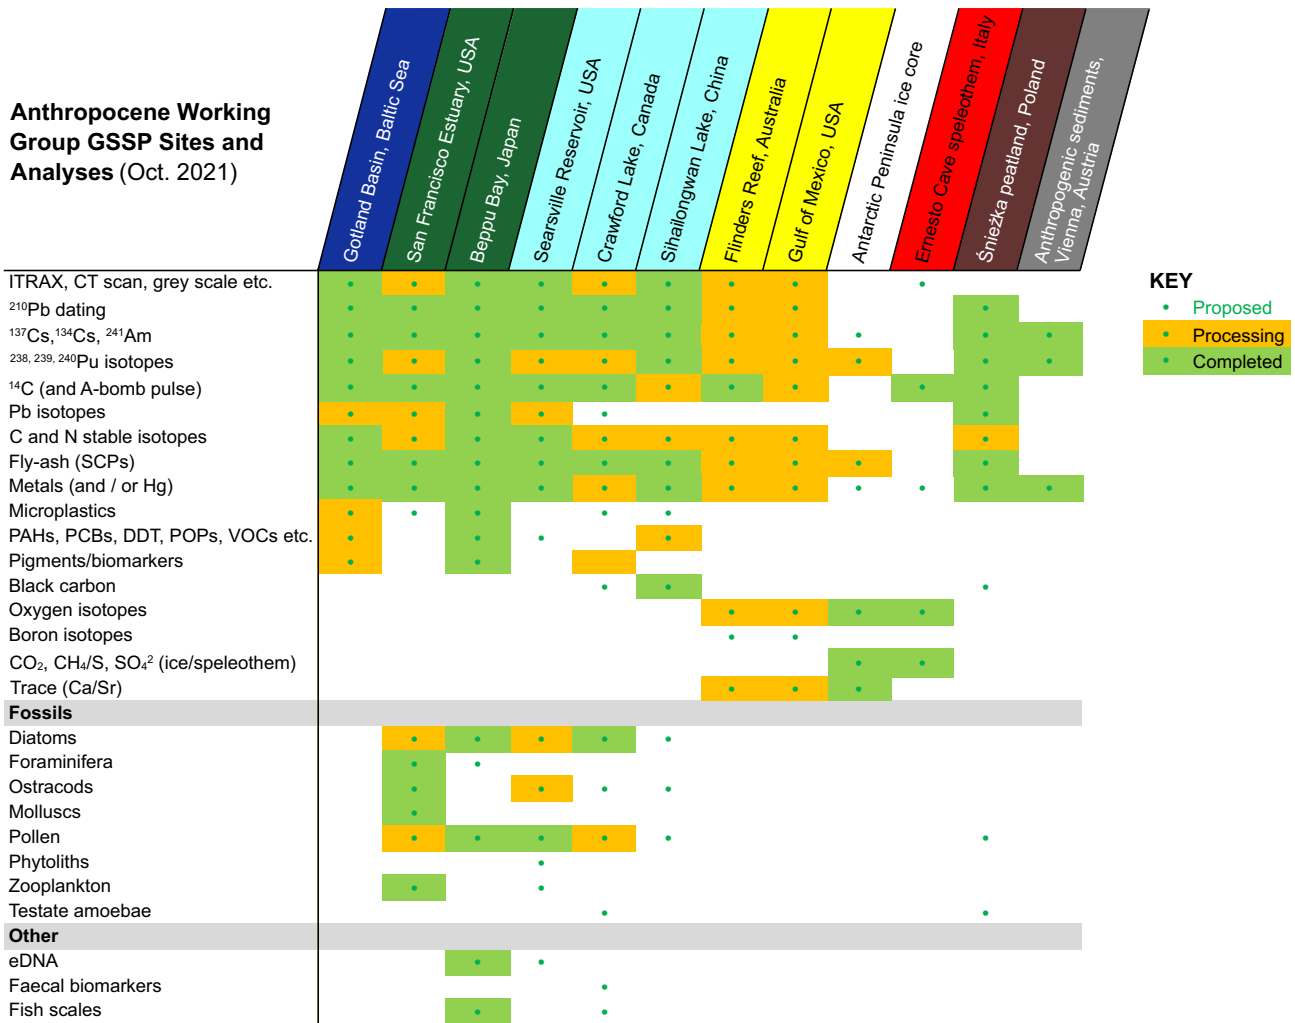 Anthropocene Working
Group GSSP Sites and
Analyses (Oct. 2021)
Gotland Basin, Baltic Sea
San Francisco Estuary, USA
Beppu Bay, Japan
Searsville Reservoir, USA
Crawford Lake, Canada
Sihailongwan Lake, China
Flinders Reef, Australia
Gulf of Mexico, USA
Antarctic Peninsula ice core
Ernesto Cave speleothem, Italy
Śnieżka peatland, Poland
Anthropogenic sediments,
Vienna, Austria
KEY
Proposed
Processing
Completed
ITRAX, CT scan, grey scale etc.
²¹⁰Pb dating
¹³⁷Cs,¹³⁴Cs, ²⁴¹Am
²³⁸, ²³⁹, ²⁴⁰Pu isotopes
¹⁴C (and A-bomb pulse)
Pb isotopes
C and N stable isotopes
Fly-ash (SCPs)
Metals (and / or Hg)
Microplastics
PAHs, PCBs, DDT, POPs, VOCs etc.
Pigments/biomarkers
Black carbon
Oxygen isotopes
Boron isotopes
CO₂, CH₄/S, SO₄² (ice/speleothem)
Trace (Ca/Sr)
Fossils
Diatoms
Foraminifera
Ostracods
Molluscs
Pollen
Phytoliths
Zooplankton
Testate amoebae
Other
eDNA
Faecal biomarkers
Fish scales